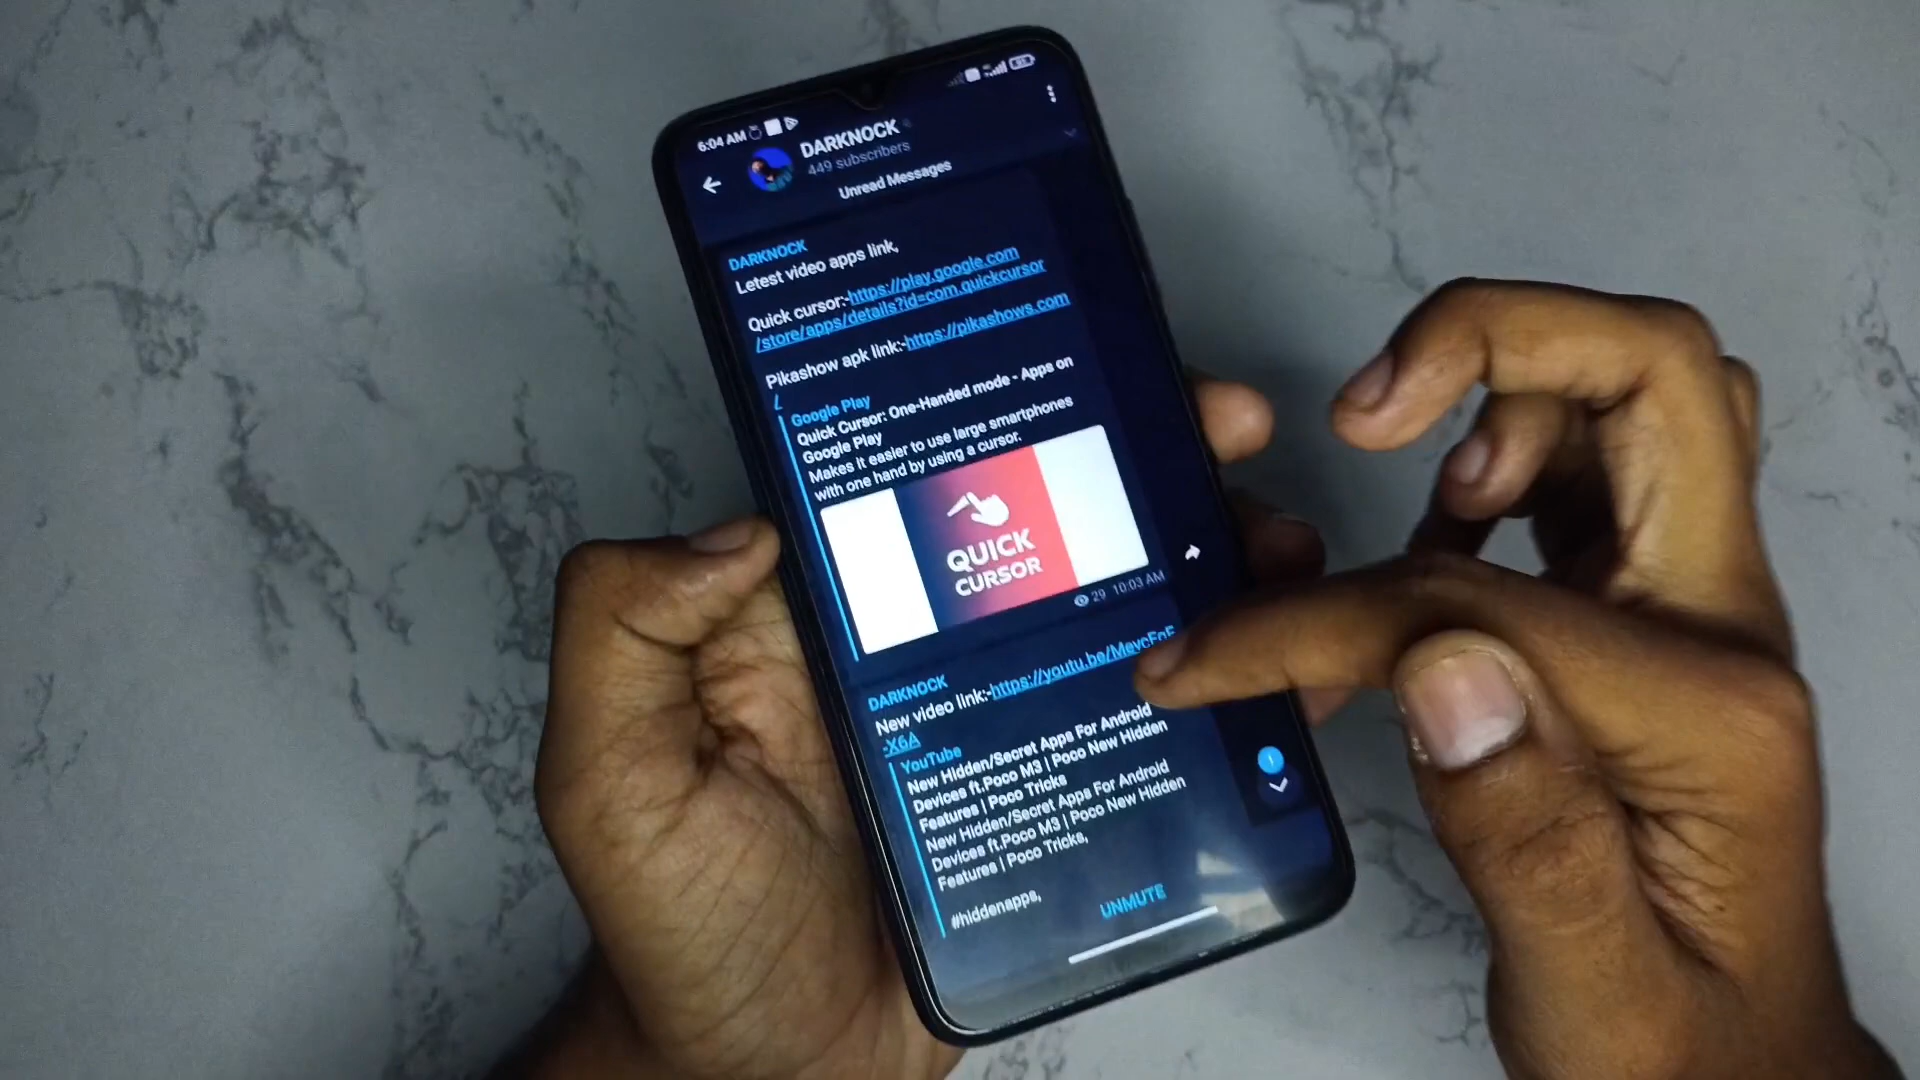 6:04 AM
DARKNOCK
449 subscribers
Unread Messages
DARKNOCK
Letest video apps link,
Quick cursor:-https://play.google.com
/store/apps/details?id=com.quickcursor
Pikashow apk link:-https://pikashows.com
/
Google Play
Quick Cursor: One-Handed mode - Apps on
Google Play
Makes it easier to use large smartphones
with one hand by using a cursor.
QUICK
CURSOR
29 10:03 AM
DARKNOCK
New video link:-https://youtu.be/
-X6A
YouTube
New Hidden/Secret Apps For Android
Devices ft.Poco M3 | Poco New Hidden
Features | Poco Tricks
New Hidden/Secret Apps For Android
Devices ft.Poco M3 | Poco New Hidden
Features | Poco Tricks,
#hiddenapps,
UNMUTE